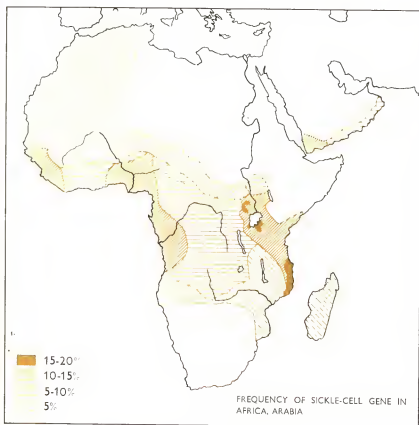 15-20%
10-15%
5-10%
5%
FREQUENCY OF SICKLE-CELL GENE IN
AFRICA, ARABIA